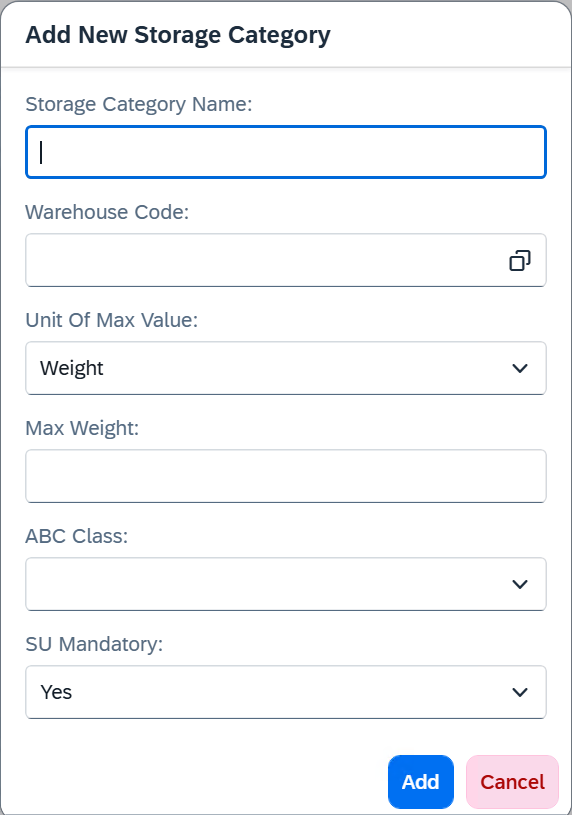 Add New Storage Category
Storage Category Name:
Warehouse Code:
Unit Of Max Value:
Weight
Max Weight:
ABC Class:
SU Mandatory:
Yes
Add
Cancel